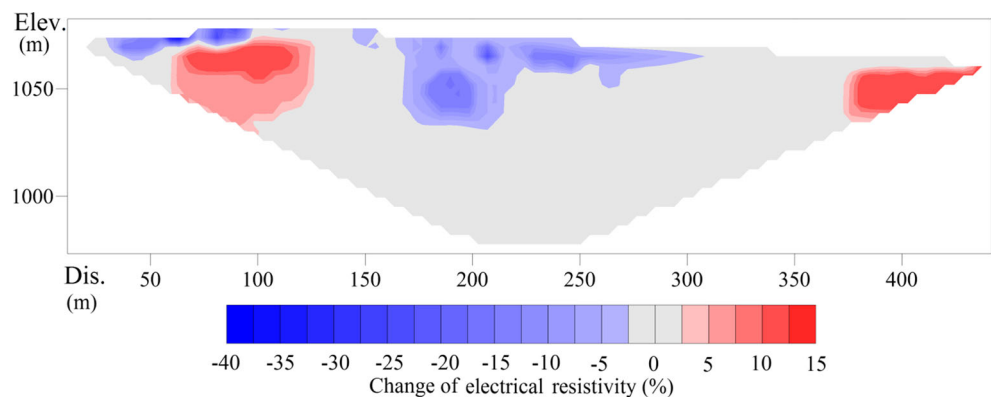 Elev.
(m)
1050
1000
Dis.
(m)
50 100 150 200 250 300 350 400
-40 -35 -30 -25 -20 -15 -10 -5 0 5 10 15
Change of electrical resistivity (%)